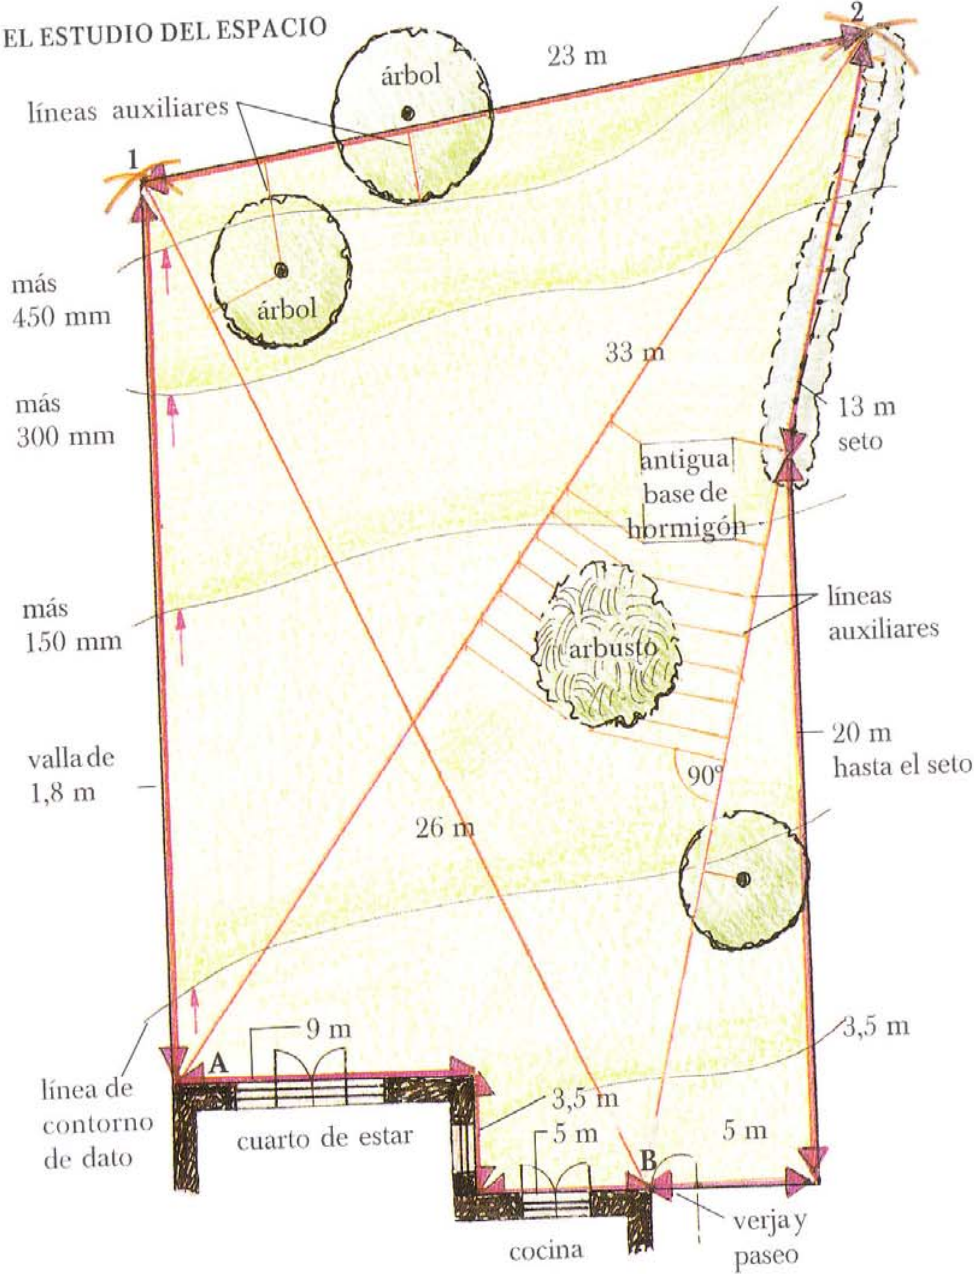 EL ESTUDIO DEL ESPACIO
2
23 m
árbol
líneas auxiliares
1
más
450 mm
árbol
33 m
más
300 mm
13 m
seto
antigua
base de
hormigón
más
150 mm
líneas
auxiliares
arbusto
valla de
1,8 m
20 m
hasta el seto
90º
26 m
9 m
3,5 m
A
línea de
contorno
de dato
cuarto de estar
3,5 m
5 m
5 m
B
verja y
paseo
cocina